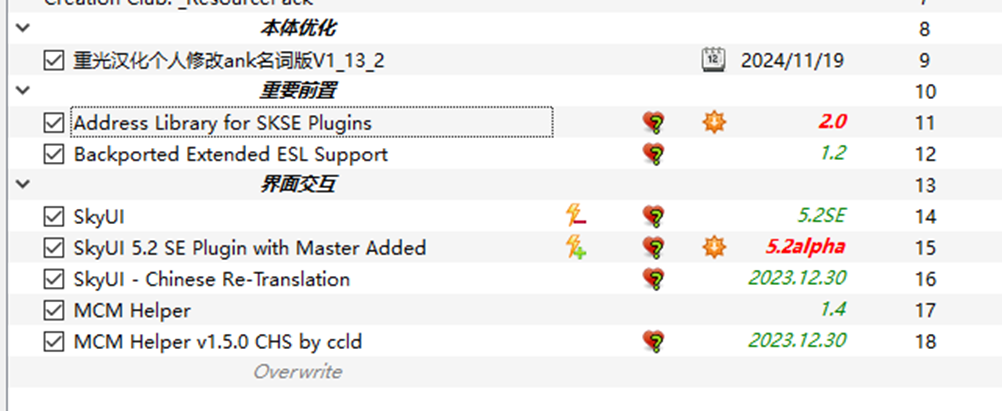 Creation Club: _ResourcePack 7
本体优化 8
重光汉化个人修改ank名词版V1_13_2 12 2024/11/19 9
重要前置 10
Address Library for SKSE Plugins 2.0 11
Backported Extended ESL Support 1.2 12
界面交互 13
SkyUI 5.2SE 14
SkyUI 5.2 SE Plugin with Master Added 5.2alpha 15
SkyUI - Chinese Re-Translation 2023.12.30 16
MCM Helper 1.4 17
MCM Helper v1.5.0 CHS by ccld 2023.12.30 18
Overwrite